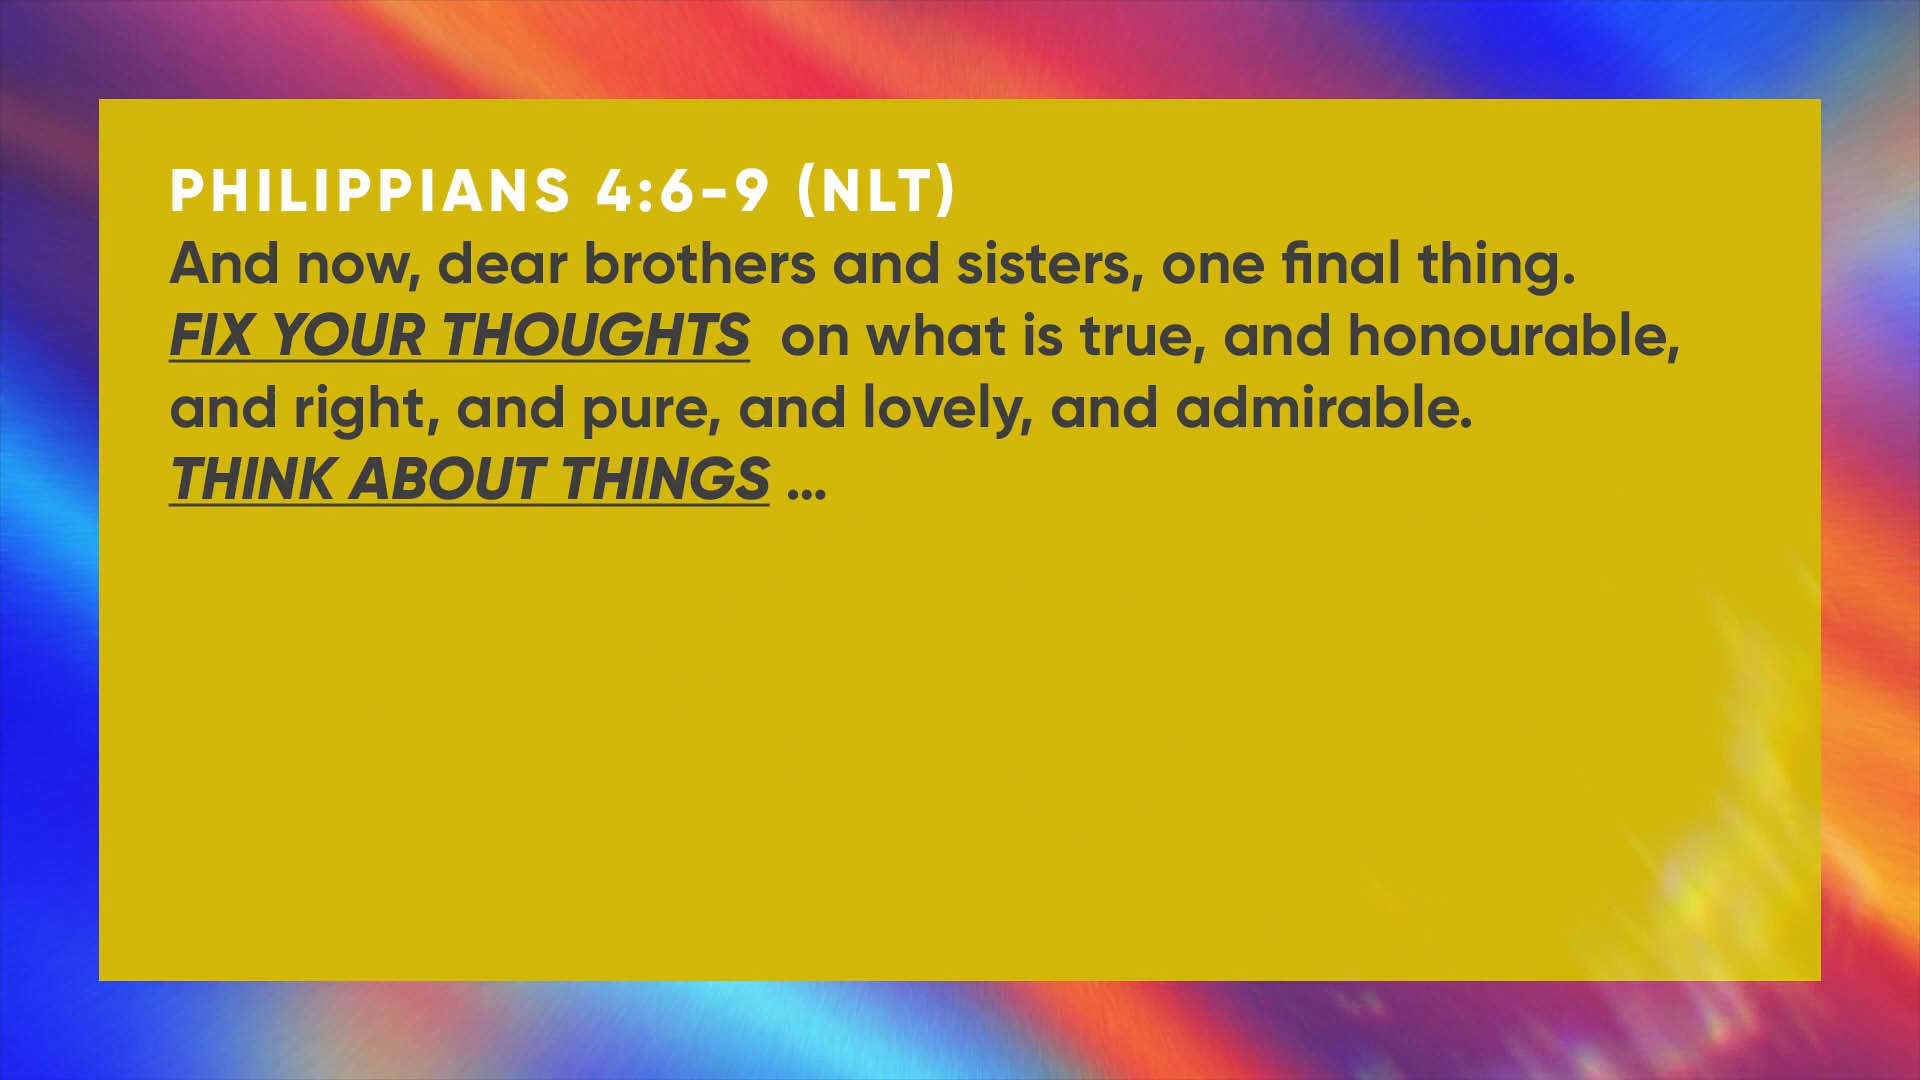 PHILIPPIANS 4:6-9 (NLT)
And now, dear brothers and sisters, one final thing.
FIX YOUR THOUGHTS on what is true, and honourable,
and right, and pure, and lovely, and admirable.
THINK ABOUT THINGS ...